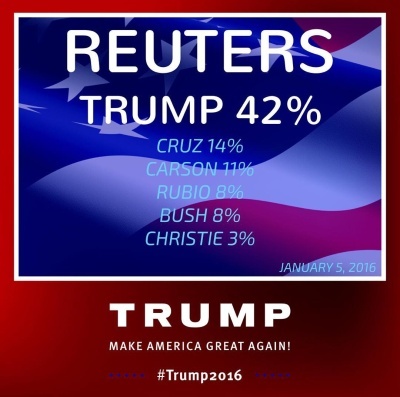 REUTERS
TRUMP 42%
CRUZ 14%
CARSON 11%
RUBIO 8%
BUSH 8%
CHRISTIE 3%
JANUARY 5, 2016
TRUMP
MAKE AMERICA GREAT AGAIN!
#Trump2016